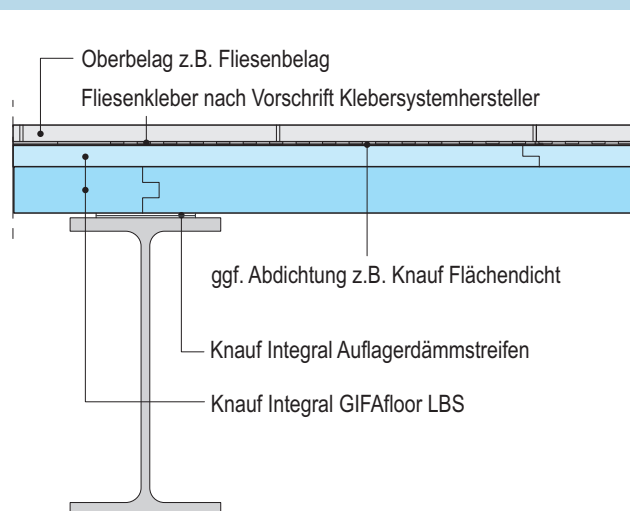 Oberbelag z.B. Fliesenbelag
Fliesenkleber nach Vorschrift Klebersystemhersteller
ggf. Abdichtung z.B. Knauf Flächendicht
Knauf Integral Auflagerdämmstreifen
Knauf Integral GIFAfloor LBS